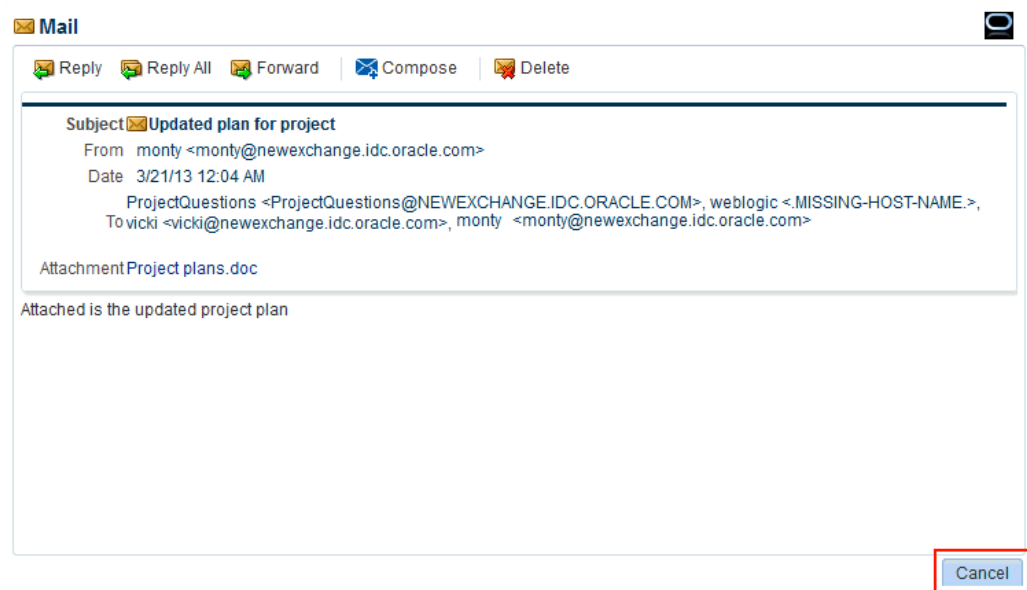 Mail
Reply Reply All Forward Compose Delete
Subject Updated plan for project
From monty <monty@newexchange.idc.oracle.com>
Date 3/21/13 12:04 AM
ProjectQuestions <ProjectQuestions@NEWEXCHANGE.IDC.ORACLE.COM>, weblogic <.MISSING-HOST-NAME.>,
To vicki <vicki@newexchange.idc.oracle.com>, monty <monty@newexchange.idc.oracle.com>
Attachment Project plans.doc
Attached is the updated project plan
Cancel